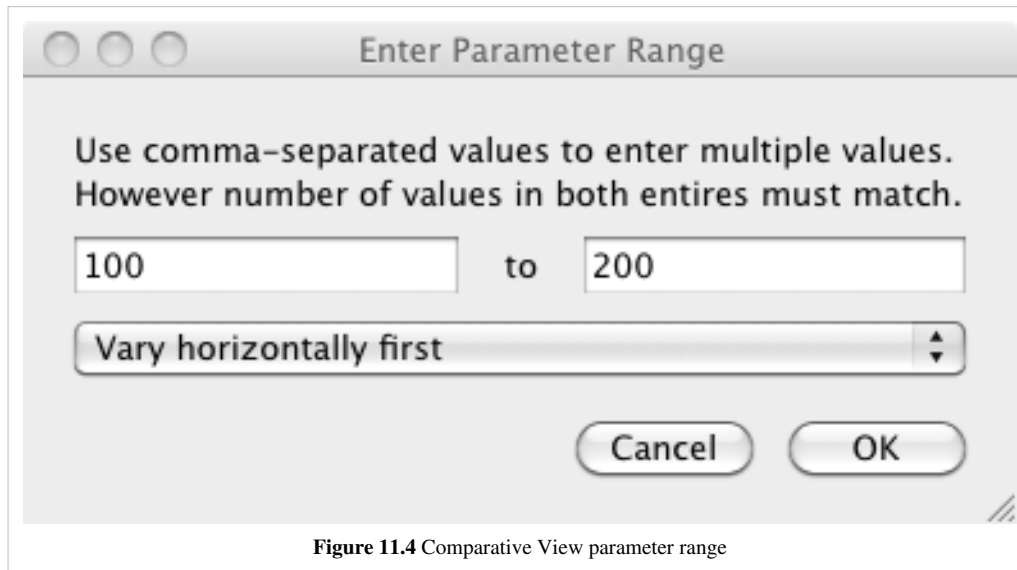 Enter Parameter Range
Use comma-separated values to enter multiple values.
However number of values in both entires must match.
100 to 200
Vary horizontally first
Cancel OK
Figure 11.4 Comparative View parameter range